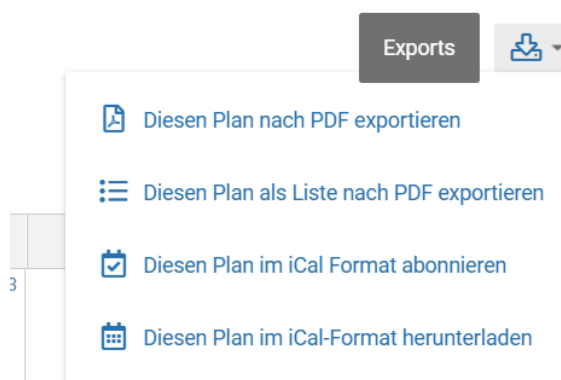 Exports
Diesen Plan nach PDF exportieren
Diesen Plan als Liste nach PDF exportieren
Diesen Plan im iCal Format abonnieren
3
Diesen Plan im iCal-Format herunterladen